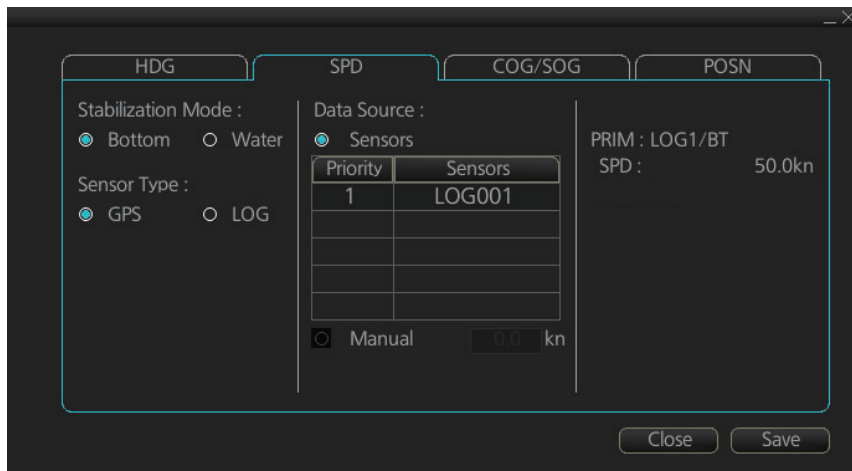 HDG SPD COG/SOG POSN
Stabilization Mode :
Bottom Water
Sensor Type :
GPS LOG
Data Source :
Sensors
Priority Sensors
1 LOG001
Manual 0.0 kn
PRIM : LOG1/BT
SPD : 50.0kn
Close Save